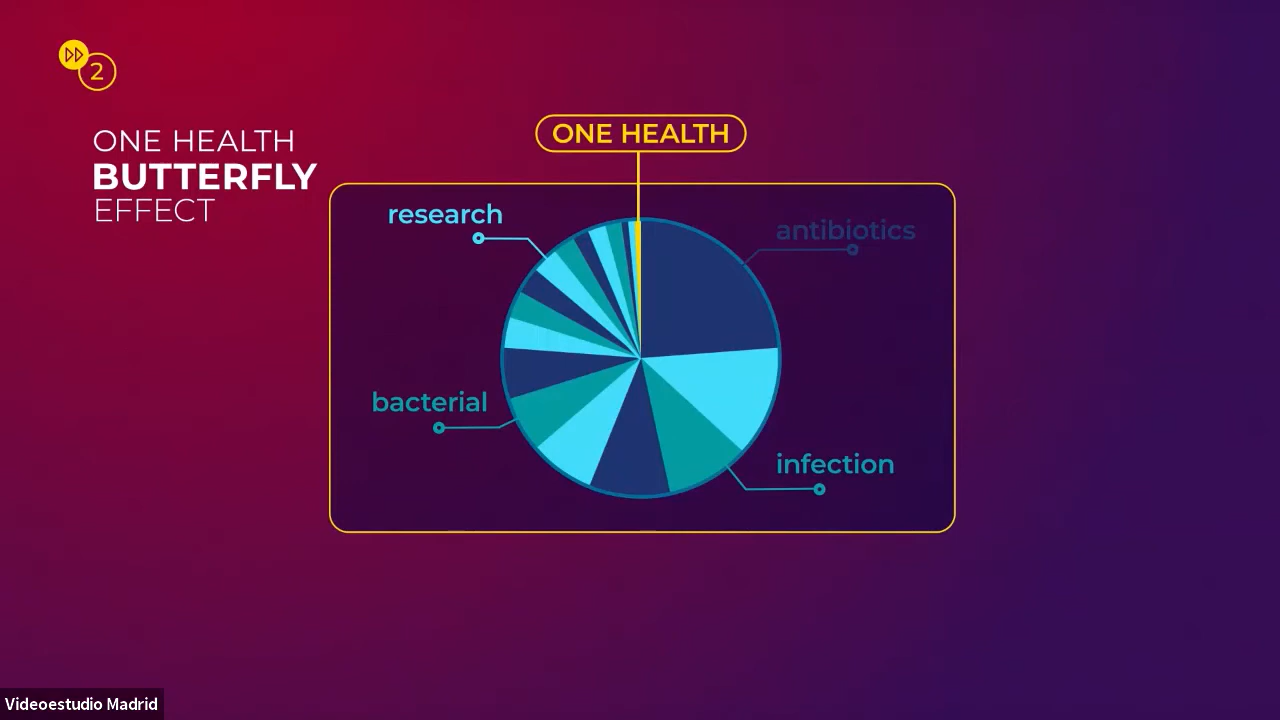 2
ONE HEALTH
BUTTERFLY
EFFECT
ONE HEALTH
research
antibiotics
bacterial
infection
Videoestudio Madrid